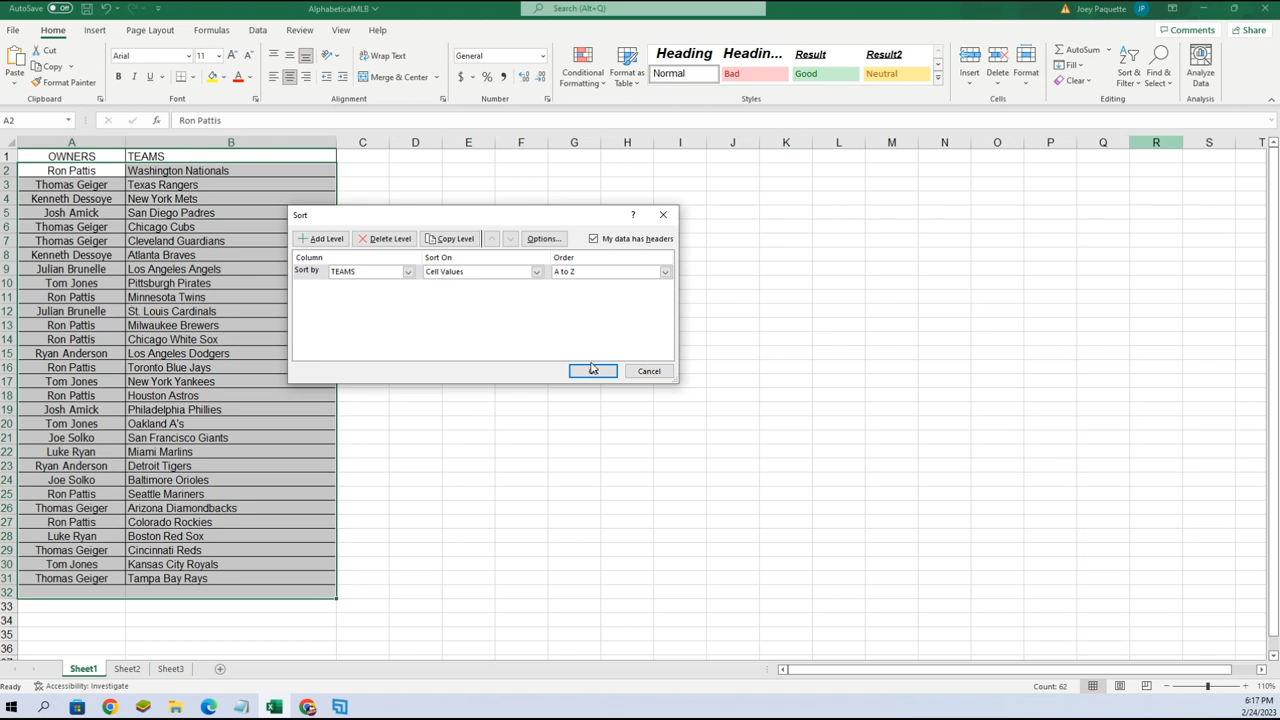 AutoSave Off AlphabeticalMLB Search (Alt+Q) Joey Paquette JP
File Home Insert Page Layout Formulas Data Review View Help Comments Share
Paste Cut Copy Format Painter Clipboard
Arial 11 B I U Font
Wrap Text Merge & Center Alignment
General $ % Number
Conditional Formatting Format as Table
Heading Headin... Result Result2
Normal Bad Good Neutral
Styles
Insert Delete Format Cells
AutoSum Fill Clear Sort & Filter Find & Select Editing
Analyze Data Analysis
A2 fx Ron Pattis
A B C D E F G H I J K L M N O P Q R S T
1 OWNERS TEAMS
2 Ron Pattis Washington Nationals
3 Thomas Geiger Texas Rangers
4 Kenneth Dessoye New York Mets
5 Josh Amick San Diego Padres
6 Thomas Geiger Chicago Cubs
7 Thomas Geiger Cleveland Guardians
8 Kenneth Dessoye Atlanta Braves
9 Julian Brunelle Los Angeles Angels
10 Tom Jones Pittsburgh Pirates
11 Ron Pattis Minnesota Twins
12 Julian Brunelle St. Louis Cardinals
13 Ron Pattis Milwaukee Brewers
14 Ron Pattis Chicago White Sox
15 Ryan Anderson Los Angeles Dodgers
16 Ron Pattis Toronto Blue Jays
17 Tom Jones New York Yankees
18 Ron Pattis Houston Astros
19 Josh Amick Philadelphia Phillies
20 Tom Jones Oakland A's
21 Joe Solko San Francisco Giants
22 Luke Ryan Miami Marlins
23 Ryan Anderson Detroit Tigers
24 Joe Solko Baltimore Orioles
25 Ron Pattis Seattle Mariners
26 Thomas Geiger Arizona Diamondbacks
27 Ron Pattis Colorado Rockies
28 Luke Ryan Boston Red Sox
29 Thomas Geiger Cincinnati Reds
30 Tom Jones Kansas City Royals
31 Thomas Geiger Tampa Bay Rays
32
33
34
35
36
Sort ?
Add Level Delete Level Copy Level Options... My data has headers
Column Sort On Order
Sort by TEAMS Cell Values A to Z
Cancel
Sheet1 Sheet2 Sheet3
Ready Accessibility: Investigate Count: 62 110%
6:17 PM
2/24/2023